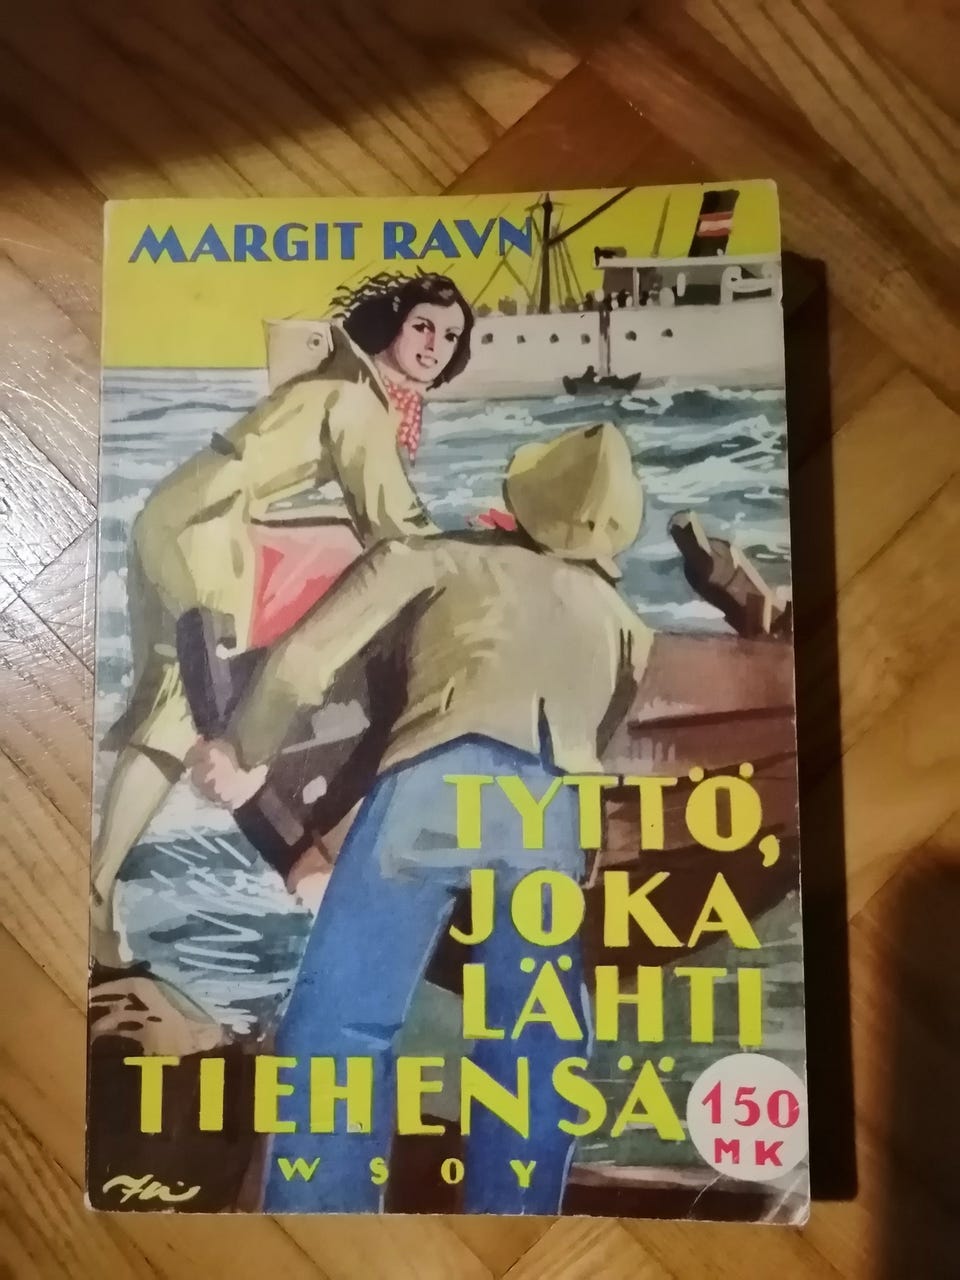 MARGIT RAVN
TYTTÖ,
JOKA
LÄHTI
TIEHENSÄ
150
MK
WSOY